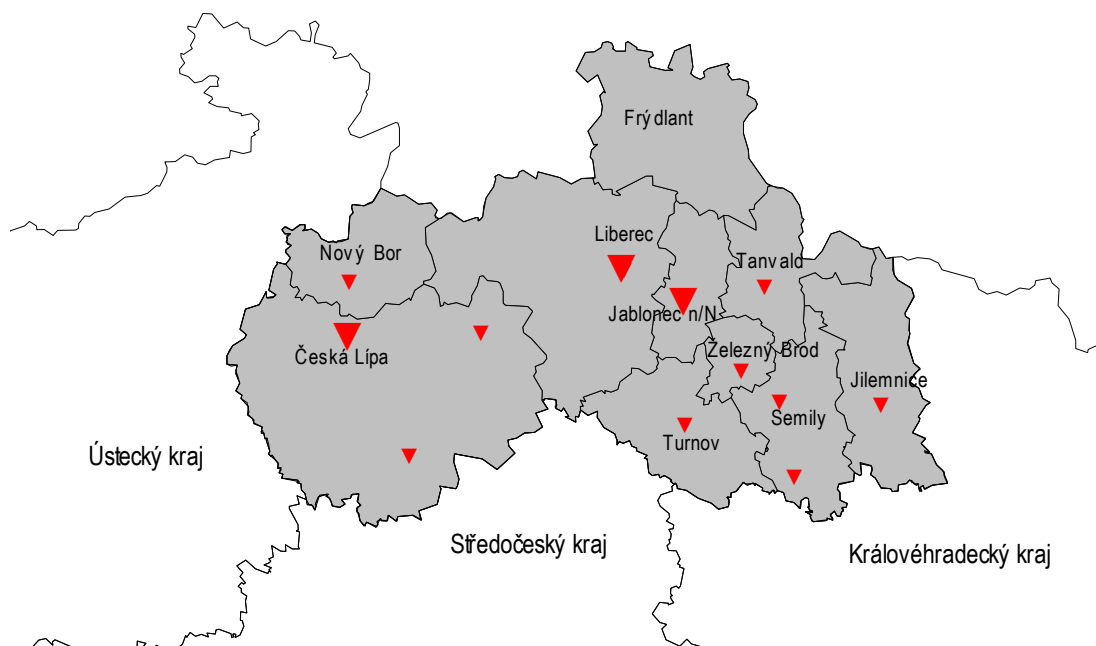 Frýdlant
Liberec
Nový Bor
Tanvald
Jablonec n/N
Železný Brod
Česká Lípa
Jilemnice
Semily
Turnov
Ústecký kraj
Středočeský kraj
Královéhradecký kraj